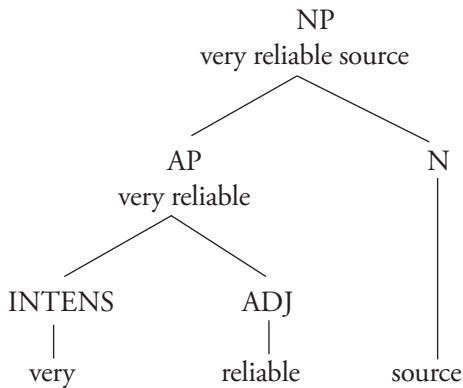 NP
very reliable source
AP
N
very reliable
INTENS
ADJ
very
reliable
source